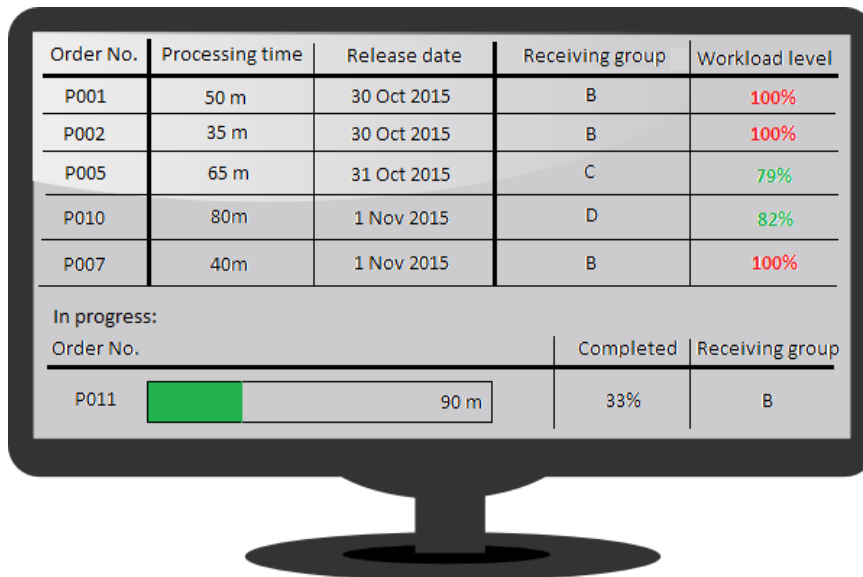 Order No. Processing time Release date Receiving group Workload level
P001 50 m 30 Oct 2015 B 100%
P002 35 m 30 Oct 2015 B 100%
P005 65 m 31 Oct 2015 C 79%
P010 80m 1 Nov 2015 D 82%
P007 40m 1 Nov 2015 B 100%
In progress:
Order No. Completed Receiving group
P011 90 m 33% B